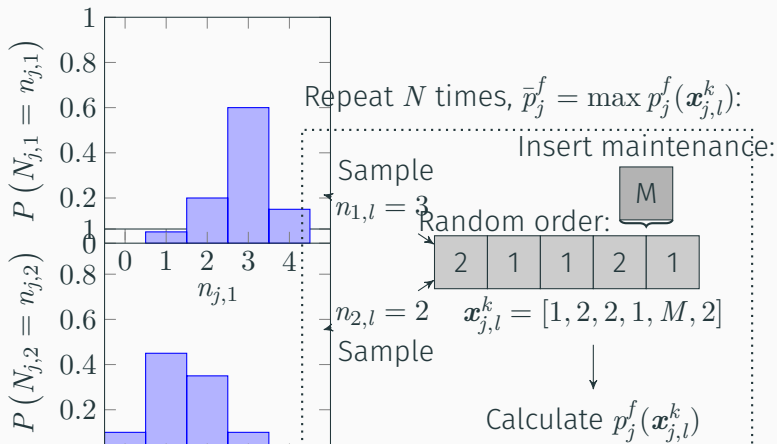 P (N_{j,1} = n_{j,1})
1
0.8
0.6
0.4
0.2
0
0 1 2 3 4
n_{j,1}
P (N_{j,2} = n_{j,2})
1
0.8
0.6
0.4
0.2
Repeat N times, \bar{p}_j^f = max p_j^f(x_{j,l}^k):
Insert maintenance:
M
Sample
n_{1,l} = 3
Random order:
2 1 1 2 1
n_{2,l} = 2
Sample
x_{j,l}^k = [1, 2, 2, 1, M, 2]
Calculate p_j^f(x_{j,l}^k)